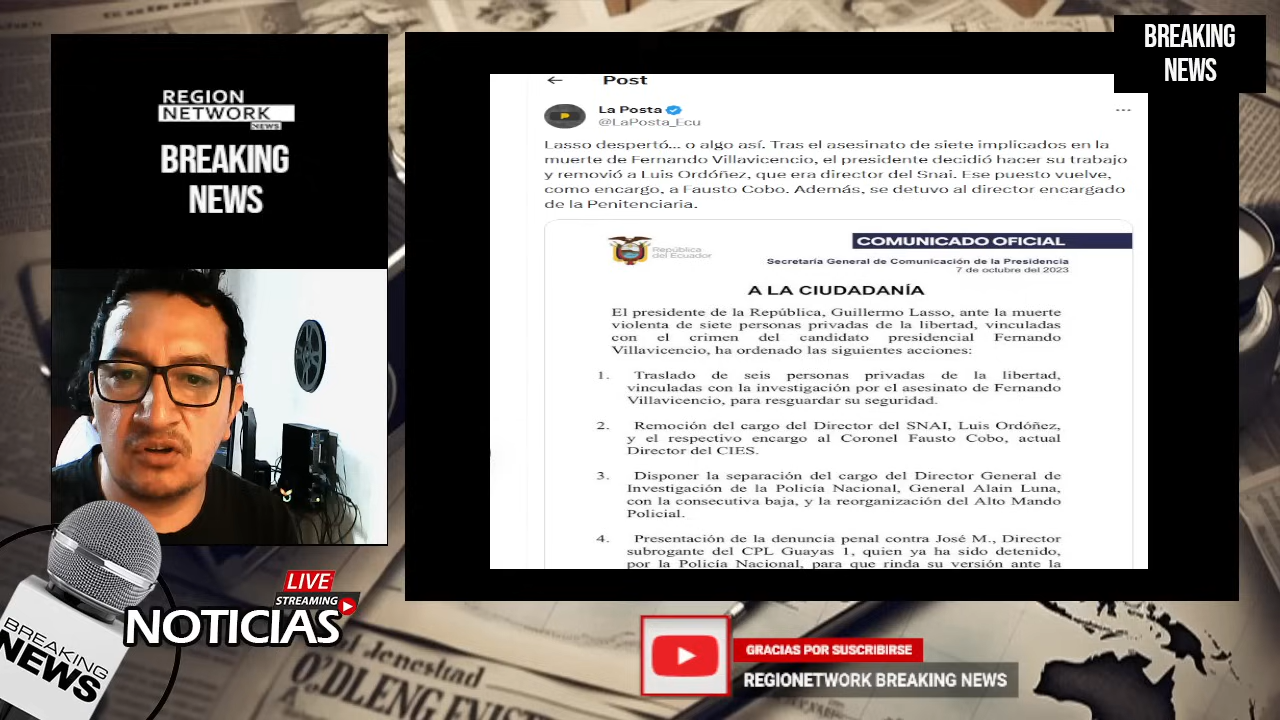 REGION
NETWORK
NEWS
BREAKING
NEWS
BREAKING
NEWS
Post
La Posta
@LaPosta_Ecu
Lasso despertó... o algo así. Tras el asesinato de siete implicados en la
muerte de Fernando Villavicencio, el presidente decidió hacer su trabajo
y removió a Luis Ordóñez, que era director del Snai. Ese puesto vuelve,
como encargo, a Fausto Cobo. Además, se detuvo al director encargado
de la Penitenciaria.
República
del Ecuador
COMUNICADO OFICIAL
Secretaría General de Comunicación de la Presidencia
7 de octubre del 2023
A LA CIUDADANÍA
El presidente de la República, Guillermo Lasso, ante la muerte
violenta de siete personas privadas de la libertad, vinculadas
con el crimen del candidato presidencial Fernando
Villavicencio, ha ordenado las siguientes acciones:
1. Traslado de seis personas privadas de la libertad,
vinculadas con la investigación por el asesinato de Fernando
Villavicencio, para resguardar su seguridad.
2. Remoción del cargo del Director del SNAI, Luis Ordóñez,
y el respectivo encargo al Coronel Fausto Cobo, actual
Director del CIES.
3. Disponer la separación del cargo del Director General de
Investigación de la Policía Nacional, General Alain Luna,
con la consecutiva baja, y la reorganización del Alto Mando
Policial.
4. Presentación de la denuncia penal contra José M., Director
subrogante del CPL Guayas 1, quien ya ha sido detenido,
por la Policía Nacional, para que rinda su versión ante la
LIVE
STREAMING
NOTICIAS
BREAKING
NEWS
GRACIAS POR SUSCRIBIRSE
REGIONETWORK BREAKING NEWS